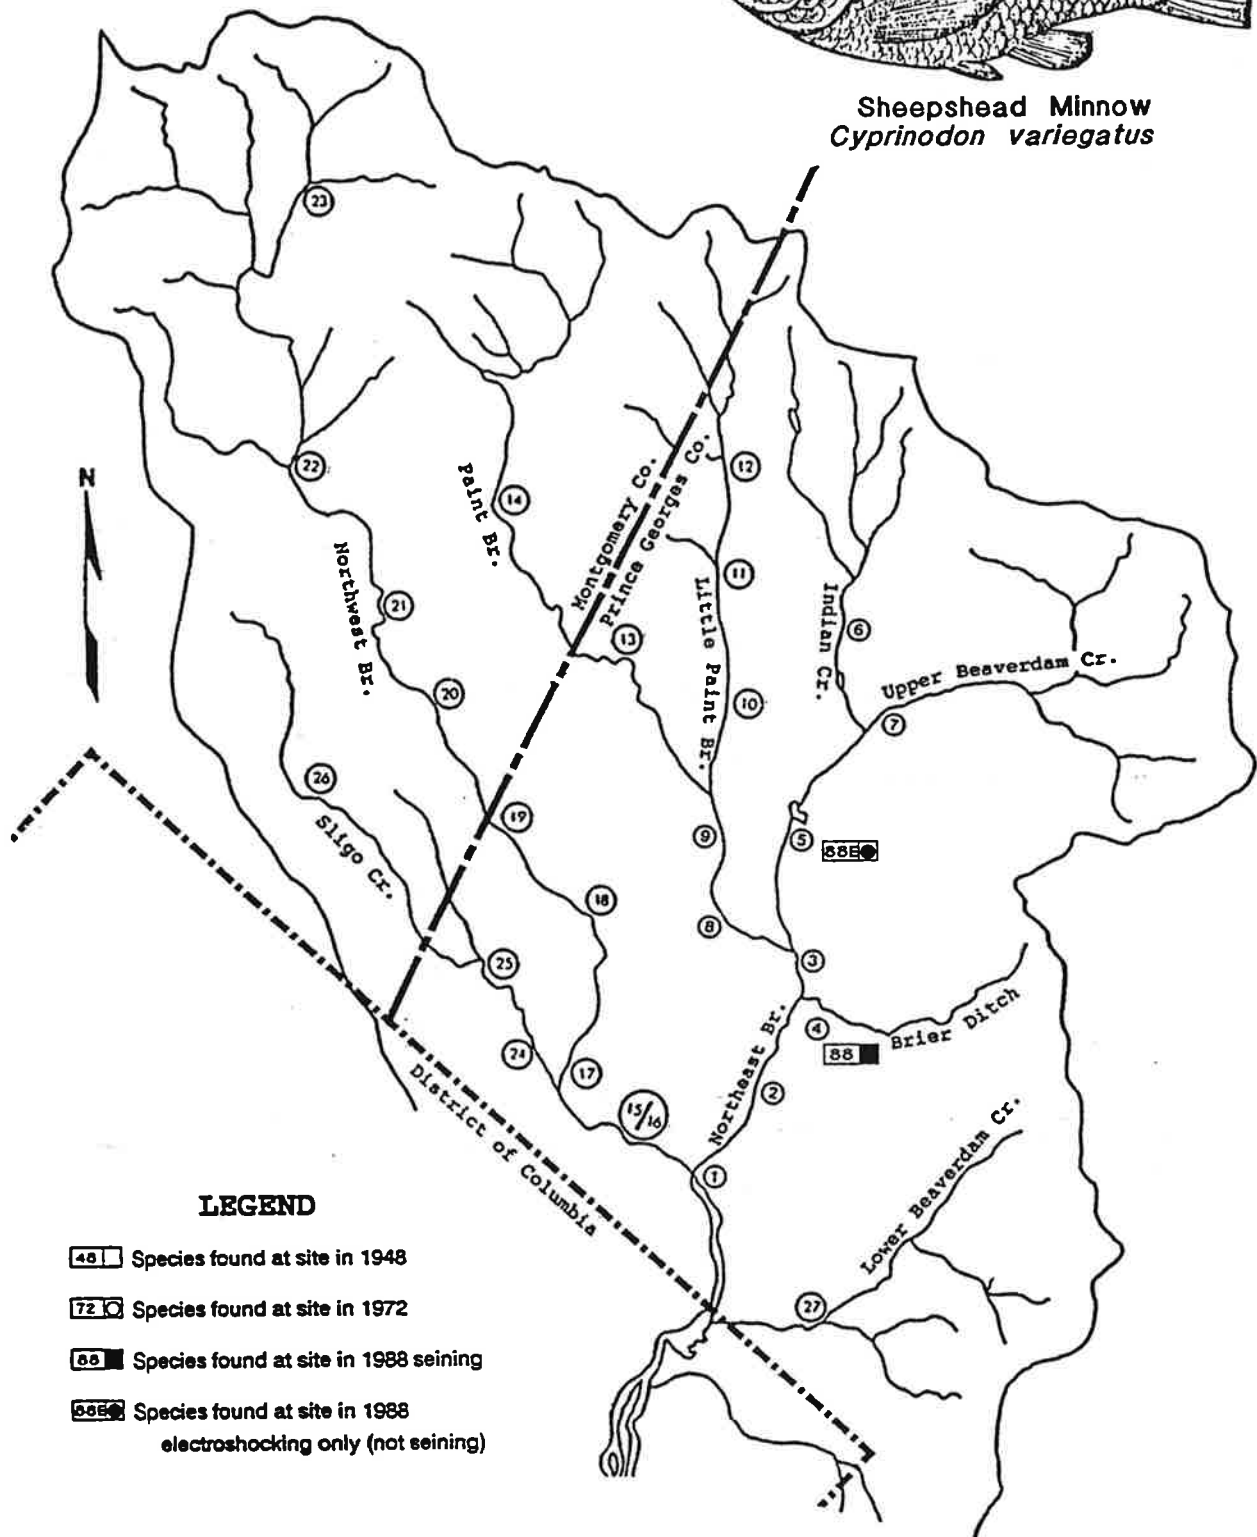 Sheepshead Minnow
Cyprinodon variegatus
23
N
22
Paint Br.
14
Montgomery Co.
Prince Georges Co.
12
Northwest Br.
21
11
Little Paint Br.
Indian Cr.
6
13
20
10
Upper Beaverdam Cr.
7
26
Sligo Cr.
19
9
5
88E
18
8
25
3
4
Brier Ditch
88
24
17
Northeast Br.
2
15/16
District of Columbia
1
Lower Beaverdam Cr.
27
LEGEND
48 Species found at site in 1948
72 Species found at site in 1972
88 Species found at site in 1988 seining
88E Species found at site in 1988
electroshocking only (not seining)